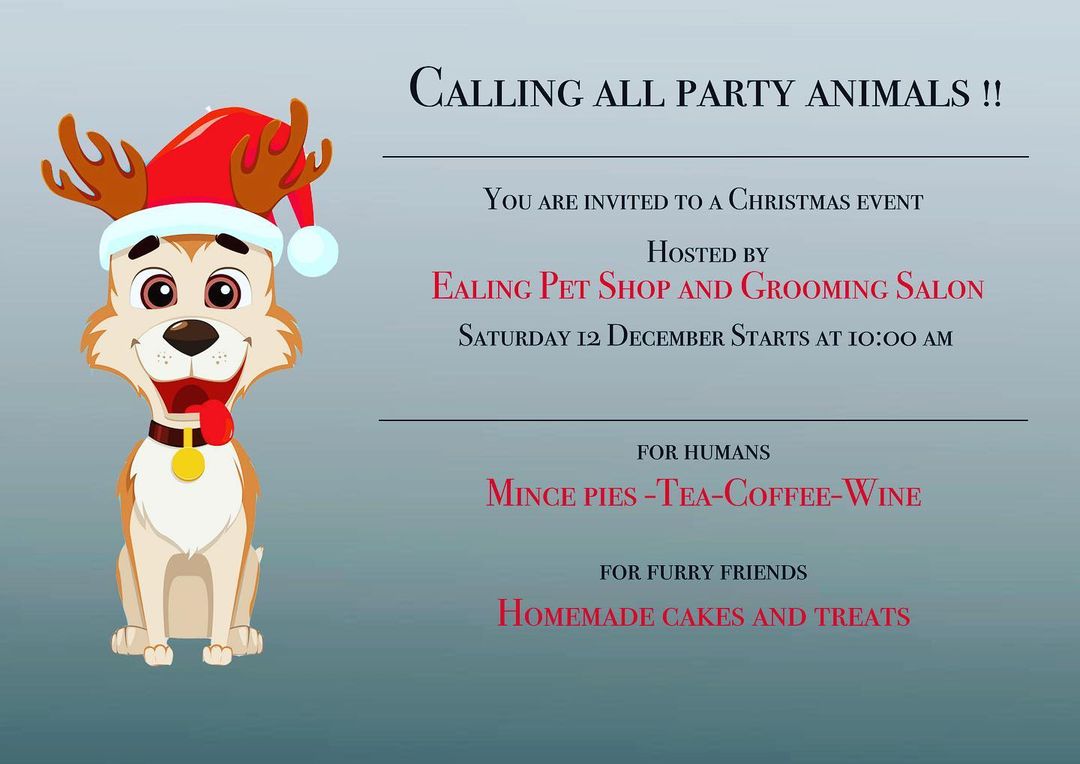 Calling all party animals !!
You are invited to a Christmas event
Hosted by
Ealing Pet Shop and Grooming Salon
Saturday 12 December Starts at 10:00 am
for humans
Mince pies -Tea-Coffee-Wine
for furry friends
Homemade cakes and treats